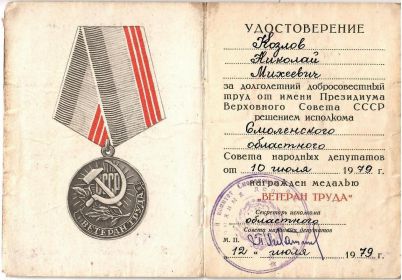 СССР
ВЕТЕРАН ТРУДА
УДОСТОВЕРЕНИЕ
Козлов
Николай
Михеевич
за долголетний добросовестный
труд от имени Президиума
Верховного Совета СССР
решением исполкома
Смоленского
областного
Совета народных депутатов
от 10 июля 1979 г.
награжден медалью
"ВЕТЕРАН ТРУДА"
Секретарь исполкома
областного
Совета народных депутатов
М. П.
12 " июля 1979 г.